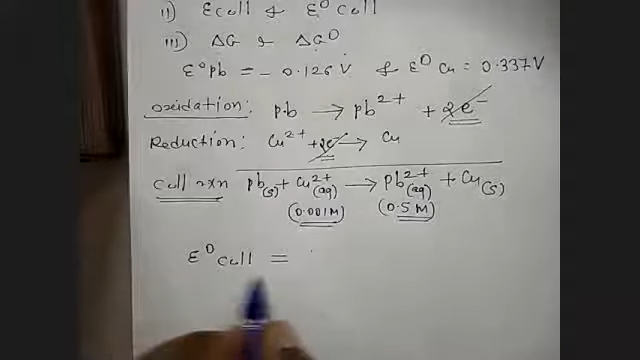 ii) Ecell & E° Cell
iii) ΔG & ΔG°
E°pb = - 0.126 V & E° Cu = 0.337V
oxidation: pb → pb²⁺ + 2e⁻
Reduction: Cu²⁺ + 2e⁻ → Cu
Cell rxn pb(s) + Cu²⁺(aq) → pb²⁺(aq) + Cu(s)
(0.001M) (0.5M)
E° Cell =